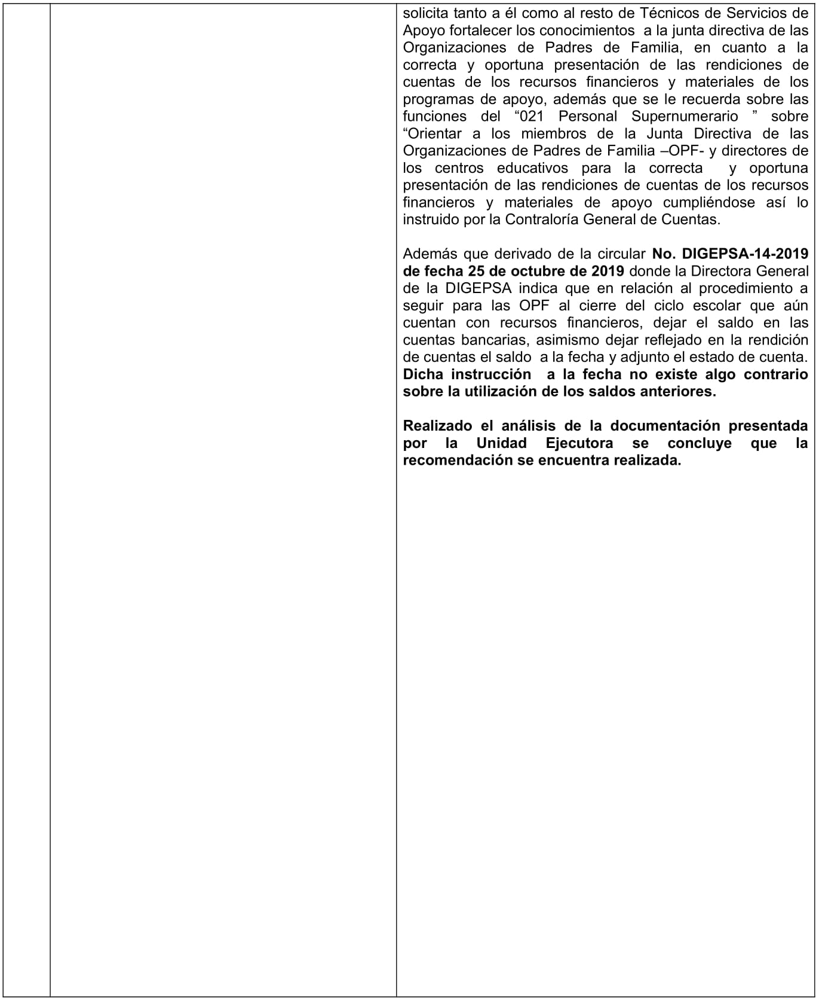 solicita tanto a él como al resto de Técnicos de Servicios de
Apoyo fortalecer los conocimientos  a la junta directiva de las
Organizaciones de Padres de Familia, en cuanto a la
correcta y oportuna presentación de las rendiciones de
cuentas de los recursos financieros y materiales de los
programas de apoyo, además que se le recuerda sobre las
funciones del “021 Personal Supernumerario ” sobre
“Orientar a los miembros de la Junta Directiva de las
Organizaciones de Padres de Familia –OPF- y directores de
los centros educativos para la correcta  y oportuna
presentación de las rendiciones de cuentas de los recursos
financieros y materiales de apoyo cumpliéndose así lo
instruido por la Contraloría General de Cuentas.
Además que derivado de la circular No. DIGEPSA-14-2019
de fecha 25 de octubre de 2019 donde la Directora General
de la DIGEPSA indica que en relación al procedimiento a
seguir para las OPF al cierre del ciclo escolar que aún
cuentan con recursos financieros, dejar el saldo en las
cuentas bancarias, asimismo dejar reflejado en la rendición
de cuentas el saldo  a la fecha y adjunto el estado de cuenta.
Dicha instrucción  a la fecha no existe algo contrario
sobre la utilización de los saldos anteriores.
Realizado el análisis de la documentación presentada
por la Unidad Ejecutora se concluye que la
recomendación se encuentra realizada.